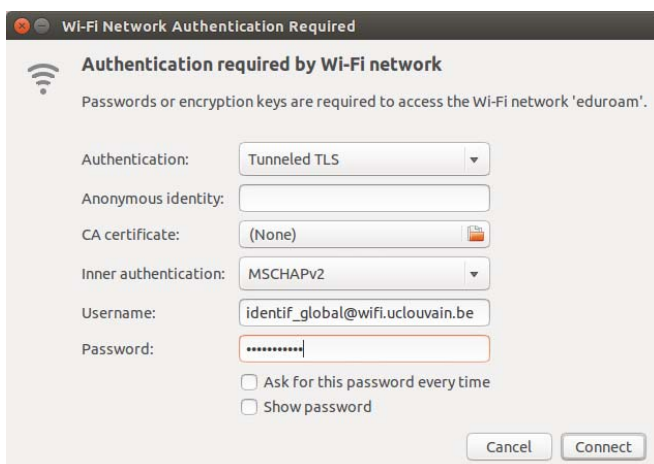 Wi-Fi Network Authentication Required
Authentication required by Wi-Fi network
Passwords or encryption keys are required to access the Wi-Fi network 'eduroam'.
Authentication: Tunneled TLS
Anonymous identity:
CA certificate: (None)
Inner authentication: MSCHAPv2
Username: identif_global@wifi.uclouvain.be
Password: •••••••••••
Ask for this password every time
Show password
Cancel Connect